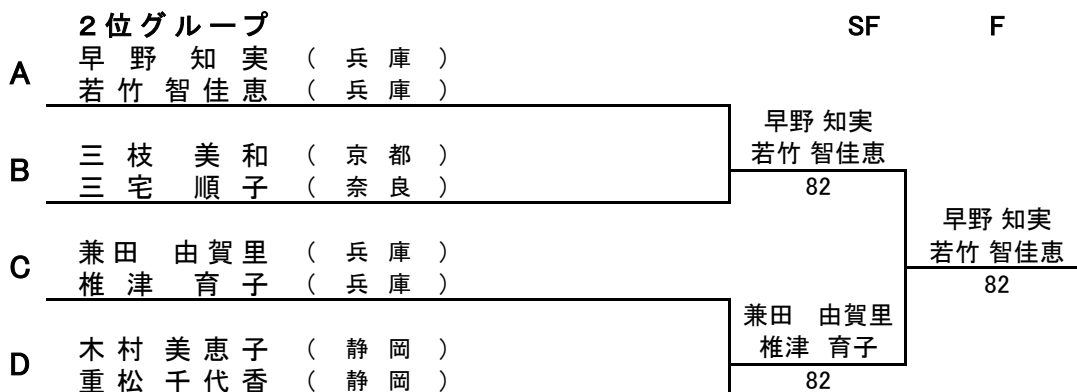 2位グループ SF F
A 早野 知実 （兵庫）
若竹 智佳恵 （兵庫）
早野 知実
若竹 智佳恵
82
B 三枝 美和 （京都）
三宅 順子 （奈良）
早野 知実
若竹 智佳恵
82
C 兼田 由賀里 （兵庫）
椎津 育子 （兵庫）
兼田 由賀里
椎津 育子
82
D 木村 美恵子 （静岡）
重松 千代香 （静岡）